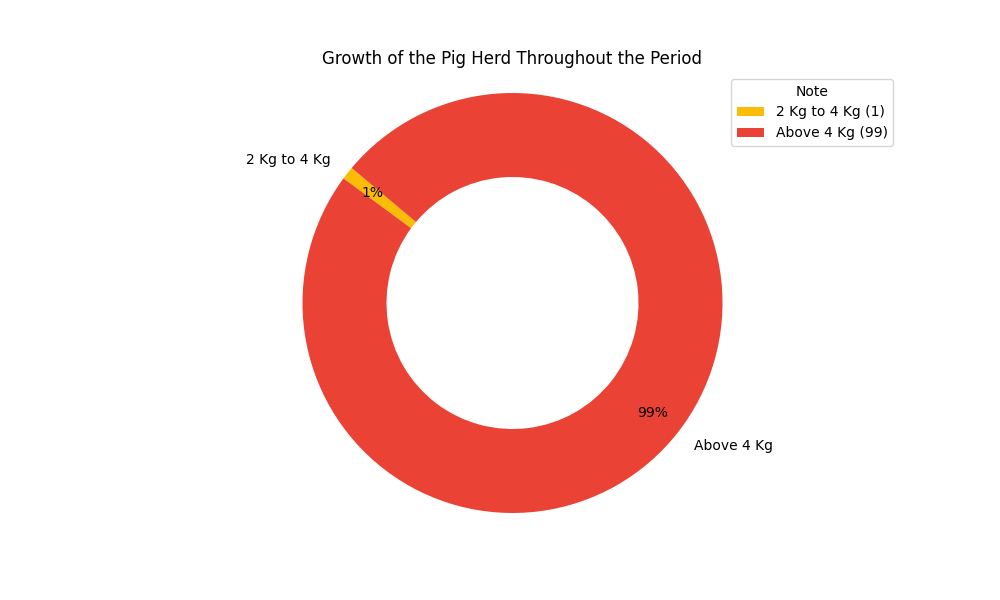 Growth of the Pig Herd Throughout the Period
Note
2 Kg to 4 Kg (1)
Above 4 Kg (99)
2 Kg to 4 Kg
1%
99%
Above 4 Kg